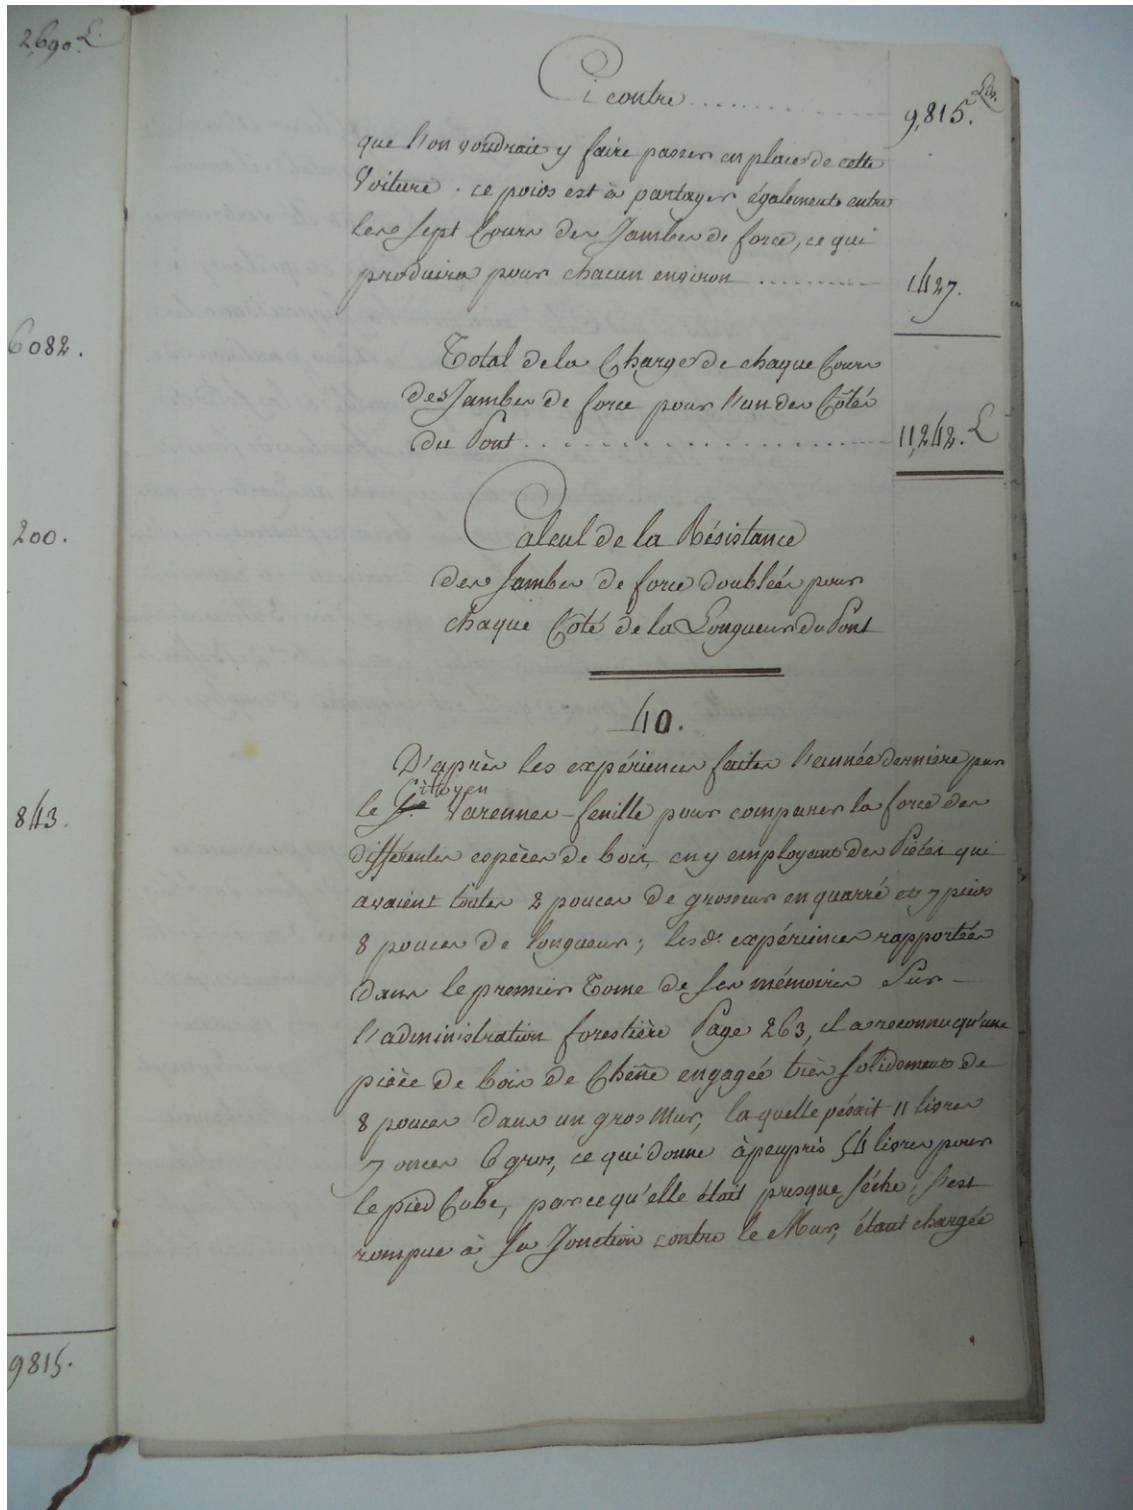 2,690.L.
6082.
200.
843.
9815.
Ci contre .......... 9,815.Lb.
que l'on voudrait y faire passer en place de cette
Voiture. ce poids est à partager également entre
les Sept Cours des Jambes de force, ce qui
produira pour chacun environ ......... 1427.
Total de la Charge de chaque Cours
des Jambes de force pour l'un des Côtés
du Pont .......... 11,242.L
Calcul de la Résistance
des Jambes de force doublées pour
chaque Côté de la Longueur du Pont
40.
D'après les expériences faites l'année derniere par
le Citoyen Varennes-fenille pour comparer la force des
différentes espèces de bois, en y employant des Pièces qui
avaient toutes 2 pouces de grosseur en quarré et 7 pieds
8 pouces de longueur; lesds. expériences rapportées
dans le premier Tome de ses mémoires Sur-
l'administration forestière Page 263, il a reconnu qu'une
pièce de bois de Chêne engagée très solidement de
8 pouces dans un gros Mur, laquelle pésait 11 livres
7 onces 6 gros, ce qui donne àpeuprès 54 livres pour
le pied Cube, parcequ'elle était presque séche; s'est
rompue à sa Jonction contre le Mur, étant chargée